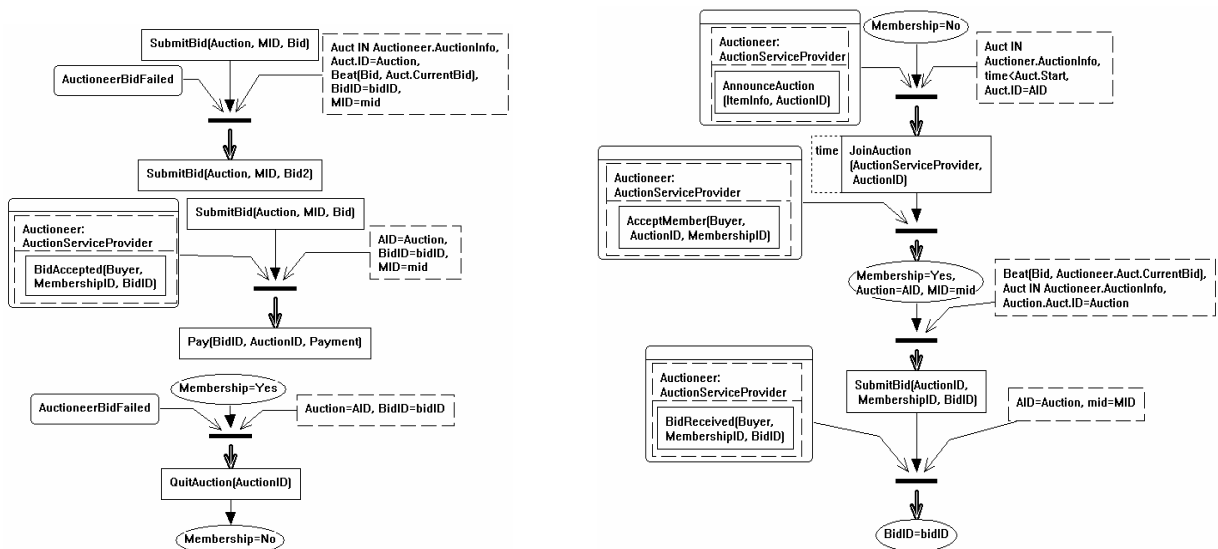 SubmitBid(Auction, MID, Bid)
AuctioneerBidFailed
Auct IN Auctioneer.AuctionInfo,
Auct.ID=Auction,
Beat(Bid, Auct.CurrentBid),
BidID=bidID,
MID=mid
SubmitBid(Auction, MID, Bid2)
Auctioneer:
AuctionServiceProvider
BidAccepted(Buyer,
MembershipID, BidID)
SubmitBid(Auction, MID, Bid)
AID=Auction,
BidID=bidID,
MID=mid
Pay(BidID, AuctionID, Payment)
Membership=Yes
AuctioneerBidFailed
Auction=AID, BidID=bidID
QuitAuction(AuctionID)
Membership=No
Membership=No
Auctioneer:
AuctionServiceProvider
AnnounceAuction
(ItemInfo, AuctionID)
Auct IN
Auctioner.AuctionInfo,
time<Auct.Start,
Auct.ID=AID
time
JoinAuction
(AuctionServiceProvider,
AuctionID)
Auctioneer:
AuctionServiceProvider
AcceptMember(Buyer,
AuctionID, MembershipID)
Membership=Yes,
Auction=AID, MID=mid
Beat(Bid, Auctioneer.Auct.CurrentBid),
Auct IN Auctioneer.AuctionInfo,
Auction.Auct.ID=Auction
Auctioneer:
AuctionServiceProvider
BidReceived(Buyer,
MembershipID, BidID)
SubmitBid(AuctionID,
MembershipID, BidID)
AID=Auction, mid=MID
BidID=bidID